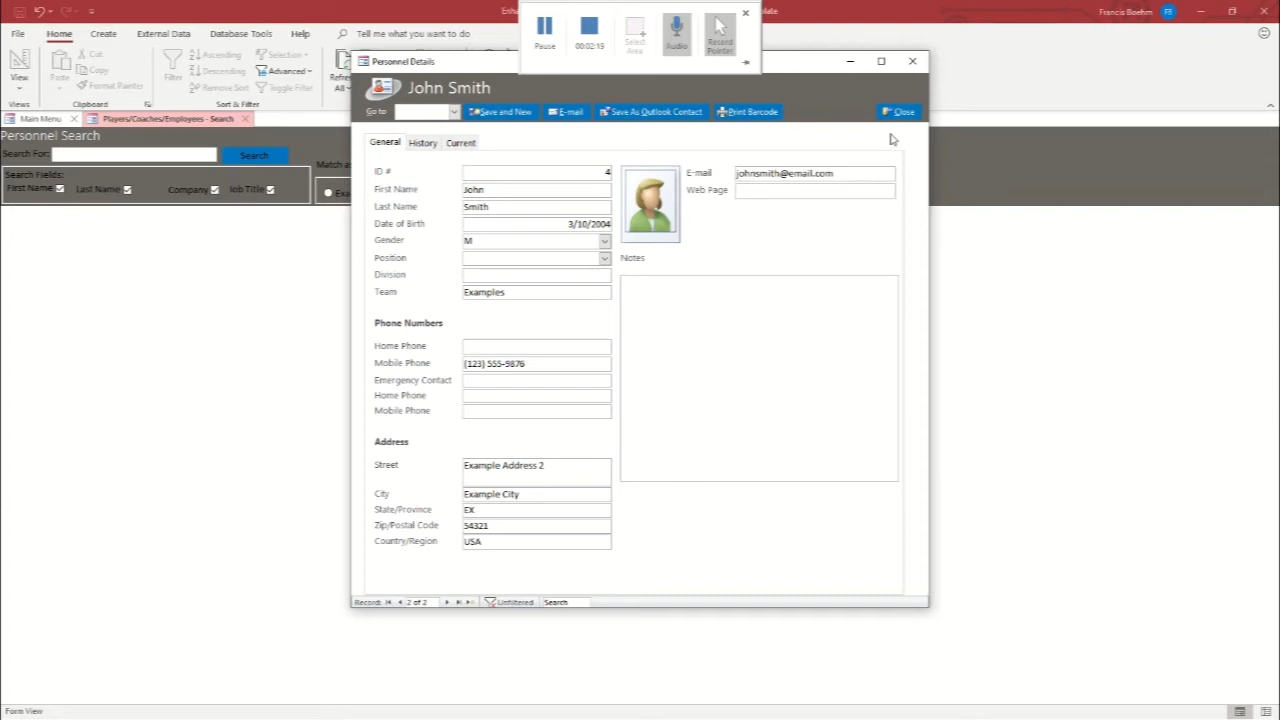 Enha
plate
Francis Boehm FB
File Home Create External Data Database Tools Help Tell me what you want to do
Pause
00:02:19
Select Area
Audio
Record Pointer
View
Views
Paste
Cut
Copy
Format Painter
Clipboard
Filter
Ascending
Descending
Remove Sort
Selection
Advanced
Toggle Filter
Sort & Filter
Refres
All
Main Menu
Players/Coaches/Employees - Search
Personnel Search
Search For:
Search
Search Fields:
First Name Last Name Company Job Title
Match as
Exa
Personnel Details
John Smith
Go to
Save and New
E-mail
Save As Outlook Contact
Print Barcode
Close
General History Current
ID # 4
First Name John
Last Name Smith
Date of Birth 3/10/2004
Gender M
Position
Division
Team Examples
Phone Numbers
Home Phone
Mobile Phone (123) 555-9876
Emergency Contact
Home Phone
Mobile Phone
Address
Street Example Address 2
City Example City
State/Province EX
Zip/Postal Code 54321
Country/Region USA
E-mail johnsmith@email.com
Web Page
Notes
Record: 2 of 2 Unfiltered Search
Form View